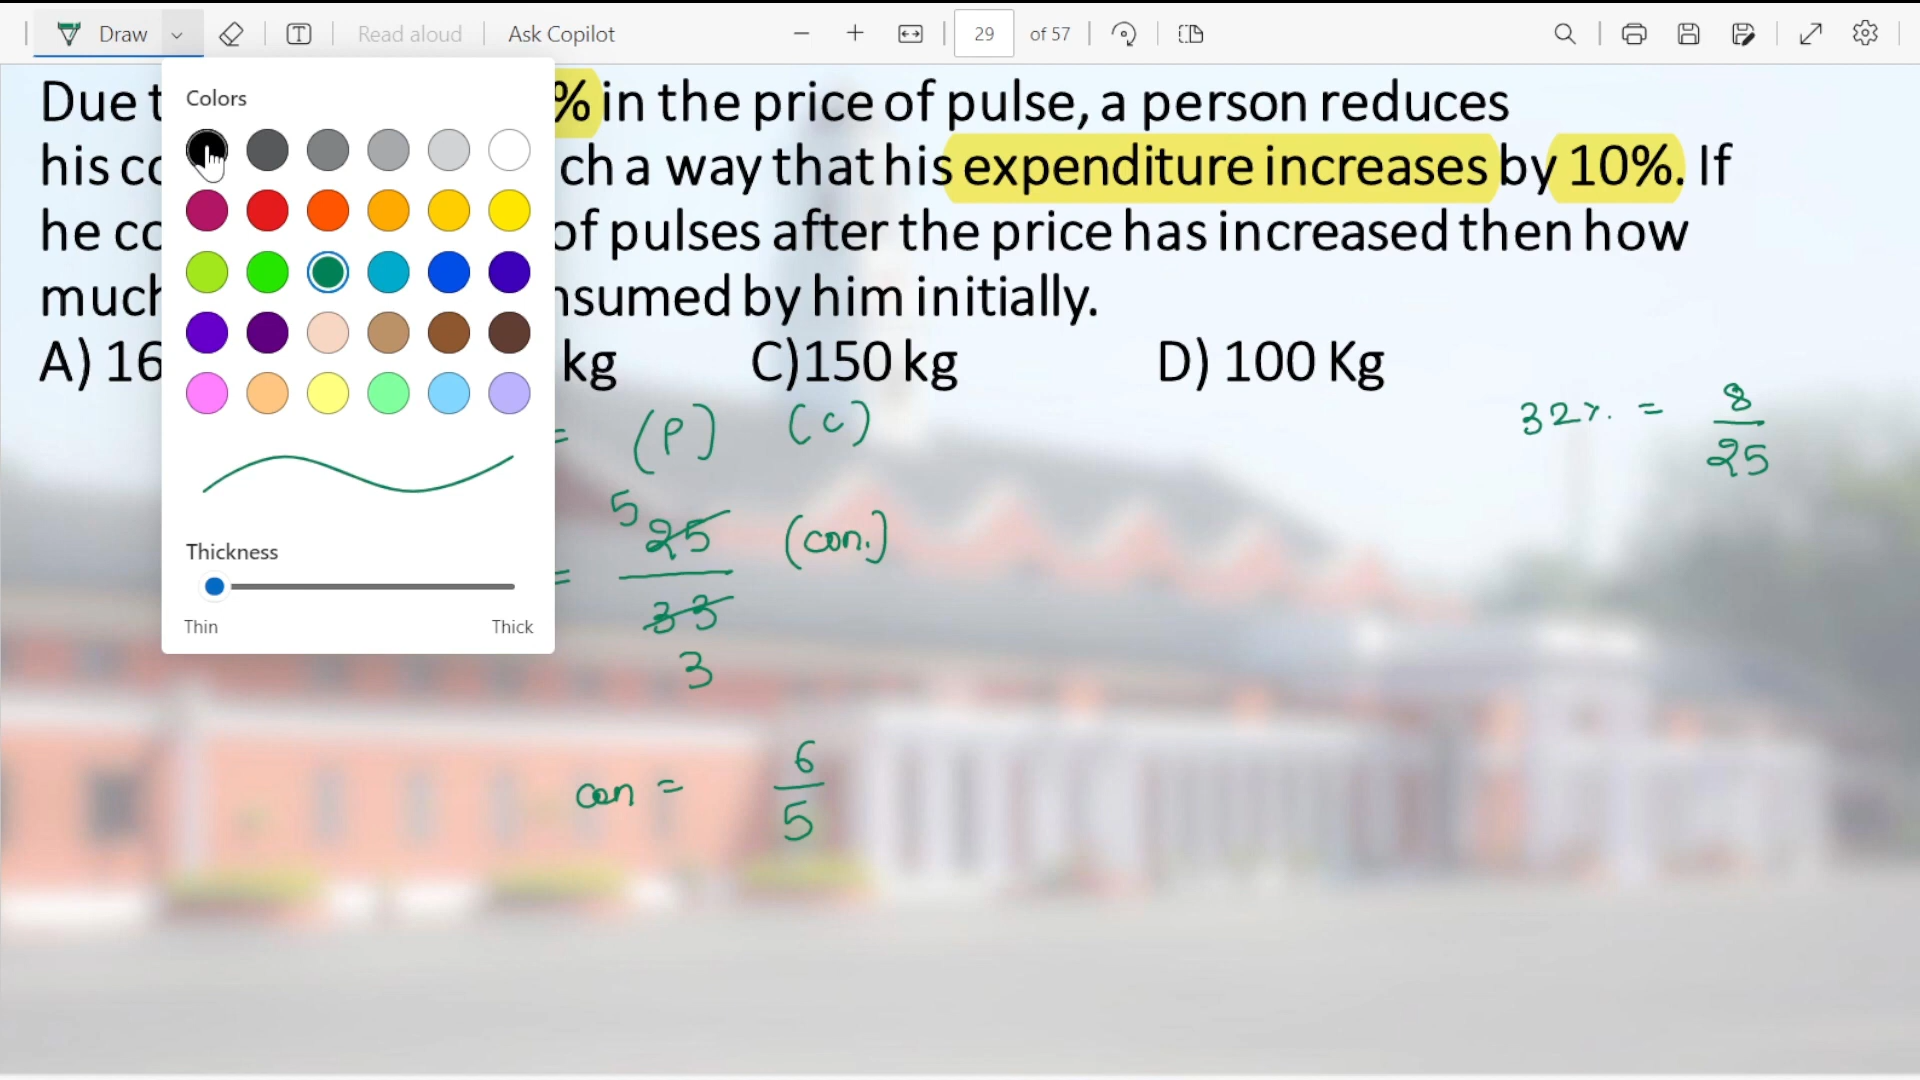 Draw
Read aloud
Ask Copilot
29 of 57
Colors
Thickness
Thin Thick
Due t % in the price of pulse, a person reduces
his co ch a way that his expenditure increases by 10%. If
he co of pulses after the price has increased then how
much nsumed by him initially.
A) 16 kg C)150 kg D) 100 Kg
= (P) (C)
32%. = 8
25
5 25 (con.)
=
33
3
con = 6
5